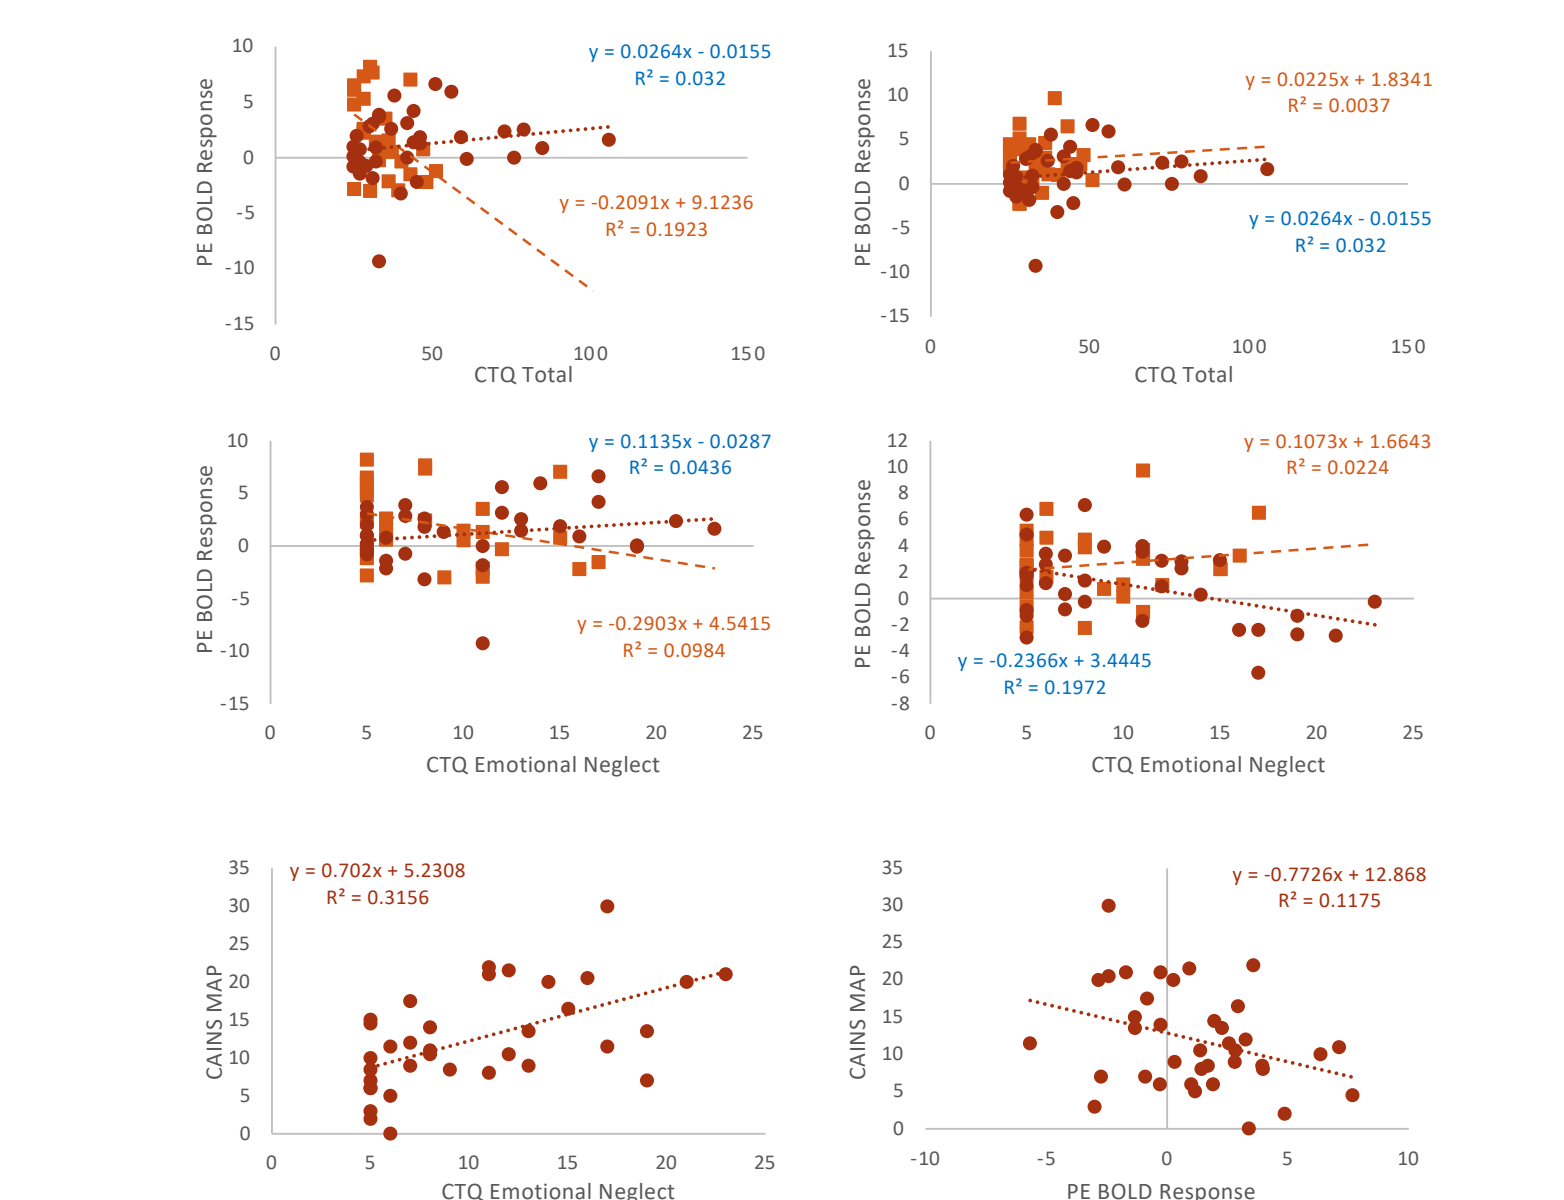 10
5
0
-5
-10
-15
PE BOLD Response
y = 0.0264x - 0.0155
R² = 0.032
y = -0.2091x + 9.1236
R² = 0.1923
0
50
100
150
CTQ Total
15
10
5
0
-5
-10
-15
PE BOLD Response
y = 0.0225x + 1.8341
R² = 0.0037
y = 0.0264x - 0.0155
R² = 0.032
0
50
100
150
CTQ Total
10
5
0
-5
-10
-15
PE BOLD Response
y = 0.1135x - 0.0287
R² = 0.0436
y = -0.2903x + 4.5415
R² = 0.0984
0
5
10
15
20
25
CTQ Emotional Neglect
12
10
8
6
4
2
0
-2
-4
-6
-8
PE BOLD Response
y = 0.1073x + 1.6643
R² = 0.0224
y = -0.2366x + 3.4445
R² = 0.1972
0
5
10
15
20
25
CTQ Emotional Neglect
35
30
25
20
15
10
5
0
CAINS MAP
y = 0.702x + 5.2308
R² = 0.3156
0
5
10
15
20
25
CTQ Emotional Neglect
35
30
25
20
15
10
5
0
CAINS MAP
y = -0.7726x + 12.868
R² = 0.1175
-10
-5
0
5
10
PE BOLD Response